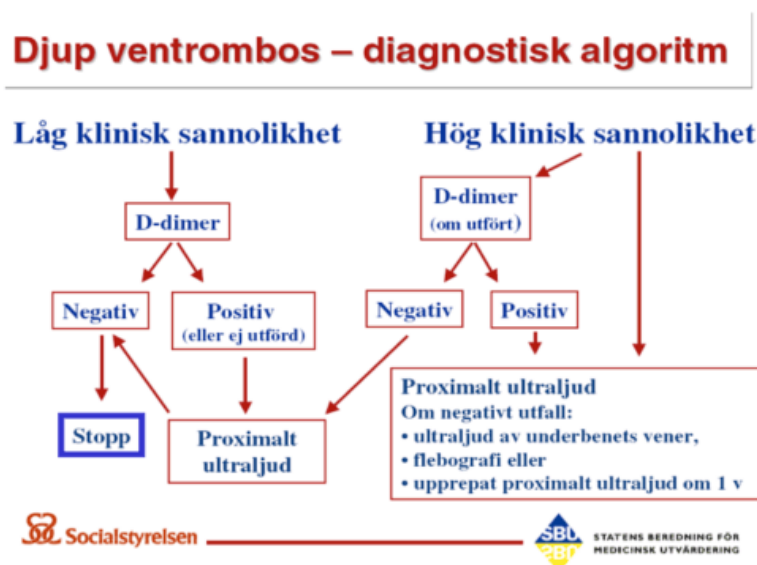 Djup ventrombos – diagnostisk algoritm
Låg klinisk sannolikhet
Hög klinisk sannolikhet
D-dimer
D-dimer
(om utfört)
Negativ
Positiv
(eller ej utförd)
Negativ
Positiv
Stopp
Proximalt
ultraljud
Proximalt ultraljud
Om negativt utfall:
• ultraljud av underbenets vener,
• flebografi eller
• upprepat proximalt ultraljud om 1 v
Socialstyrelsen
SBU
STATENS BEREDNING FÖR
MEDICINSK UTVÄRDERING